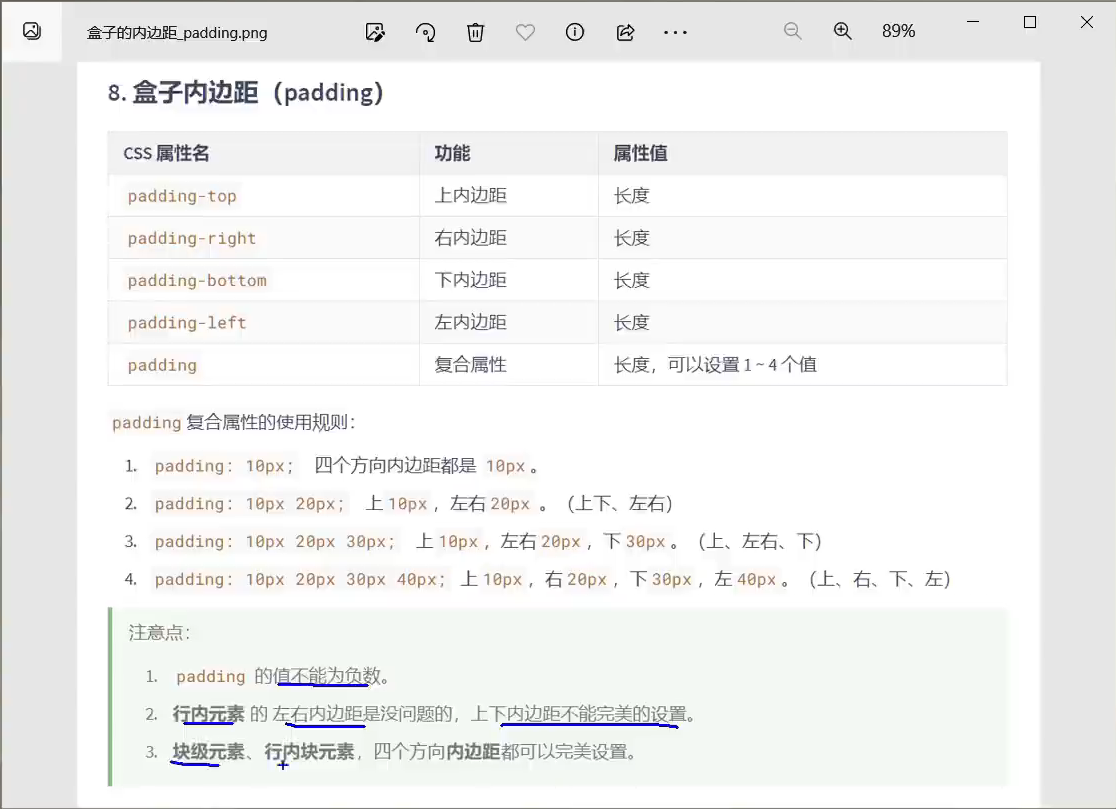 盒子的内边距_padding.png
89%
8. 盒子内边距（padding）
CSS 属性名 功能 属性值
padding-top 上内边距 长度
padding-right 右内边距 长度
padding-bottom 下内边距 长度
padding-left 左内边距 长度
padding 复合属性 长度，可以设置 1 ~ 4 个值
padding 复合属性的使用规则：
1. padding: 10px; 四个方向内边距都是 10px 。
2. padding: 10px 20px; 上 10px ，左右 20px 。（上下、左右）
3. padding: 10px 20px 30px; 上 10px ，左右 20px ，下 30px 。（上、左右、下）
4. padding: 10px 20px 30px 40px; 上 10px ，右 20px ，下 30px ，左 40px 。（上、右、下、左）
注意点：
1. padding 的值不能为负数。
2. 行内元素 的 左右内边距是没问题的，上下内边距不能完美的设置。
3. 块级元素、行内块元素，四个方向内边距都可以完美设置。